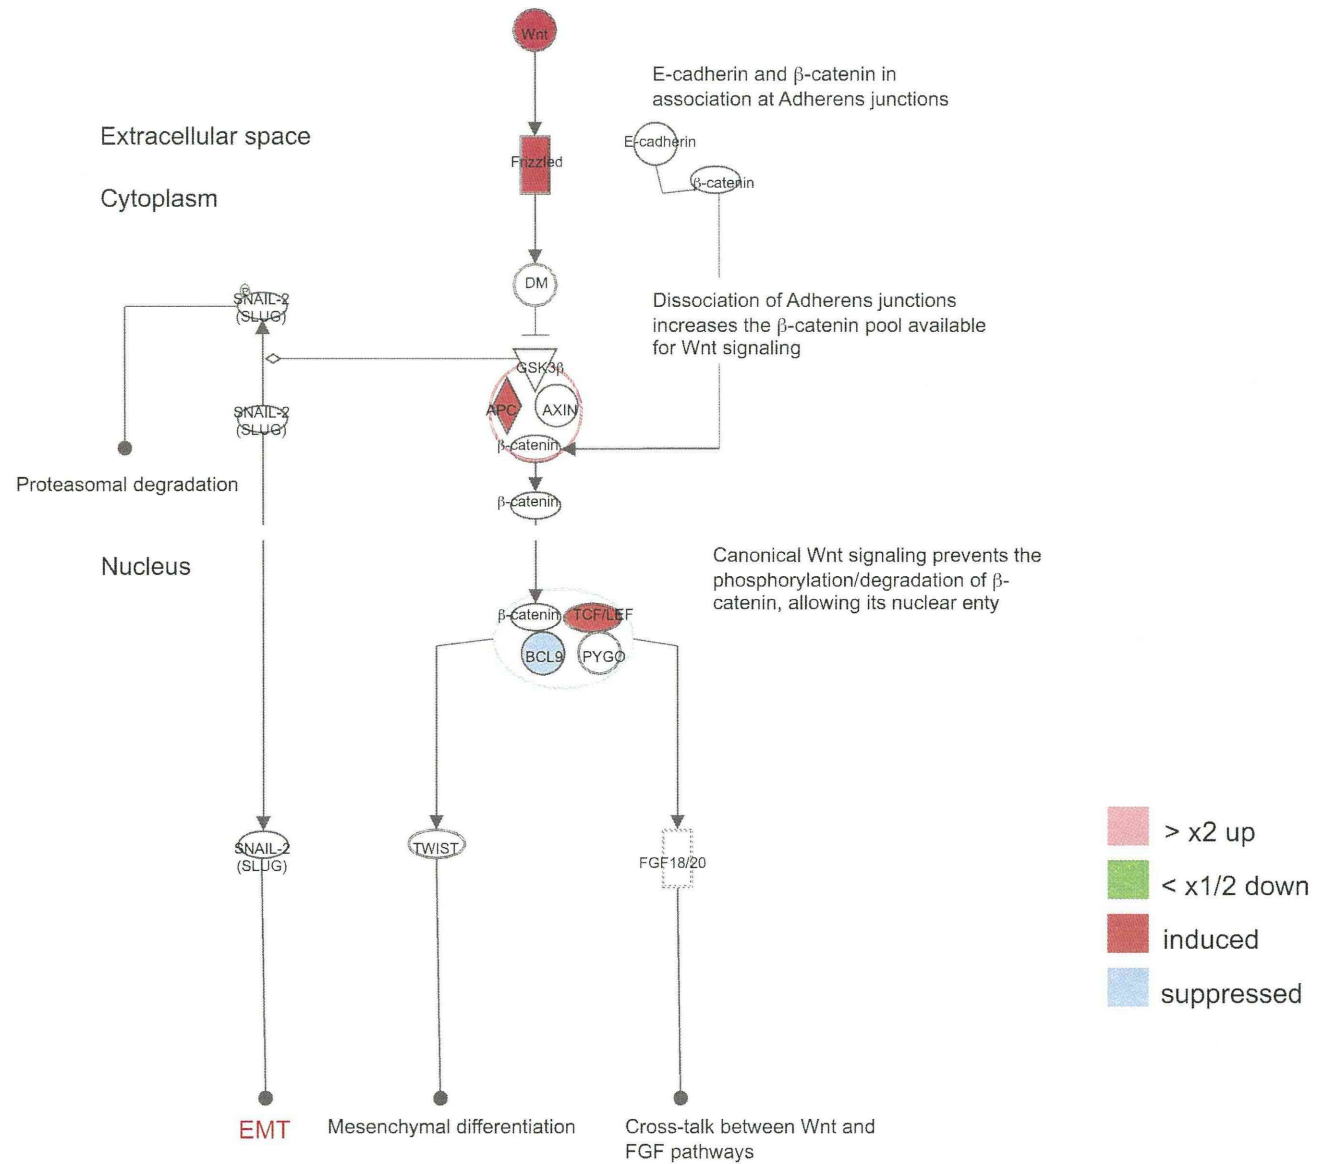 Wnt
E-cadherin and β-catenin in
association at Adherens junctions
Extracellular space
E-cadherin
Frizzled
β-catenin
Cytoplasm
DM
P
SNAIL-2
(SLUG)
Dissociation of Adherens junctions
increases the β-catenin pool available
for Wnt signaling
GSK3β
APC
AXIN
SNAIL-2
(SLUG)
β-catenin
Proteasomal degradation
β-catenin
Nucleus
Canonical Wnt signaling prevents the
phosphorylation/degradation of β-
catenin, allowing its nuclear enty
β-catenin
TCF/LEF
BCL9
PYGO
> x2 up
SNAIL-2
(SLUG)
TWIST
FGF18/20
< x1/2 down
induced
suppressed
EMT
Mesenchymal differentiation
Cross-talk between Wnt and
FGF pathways